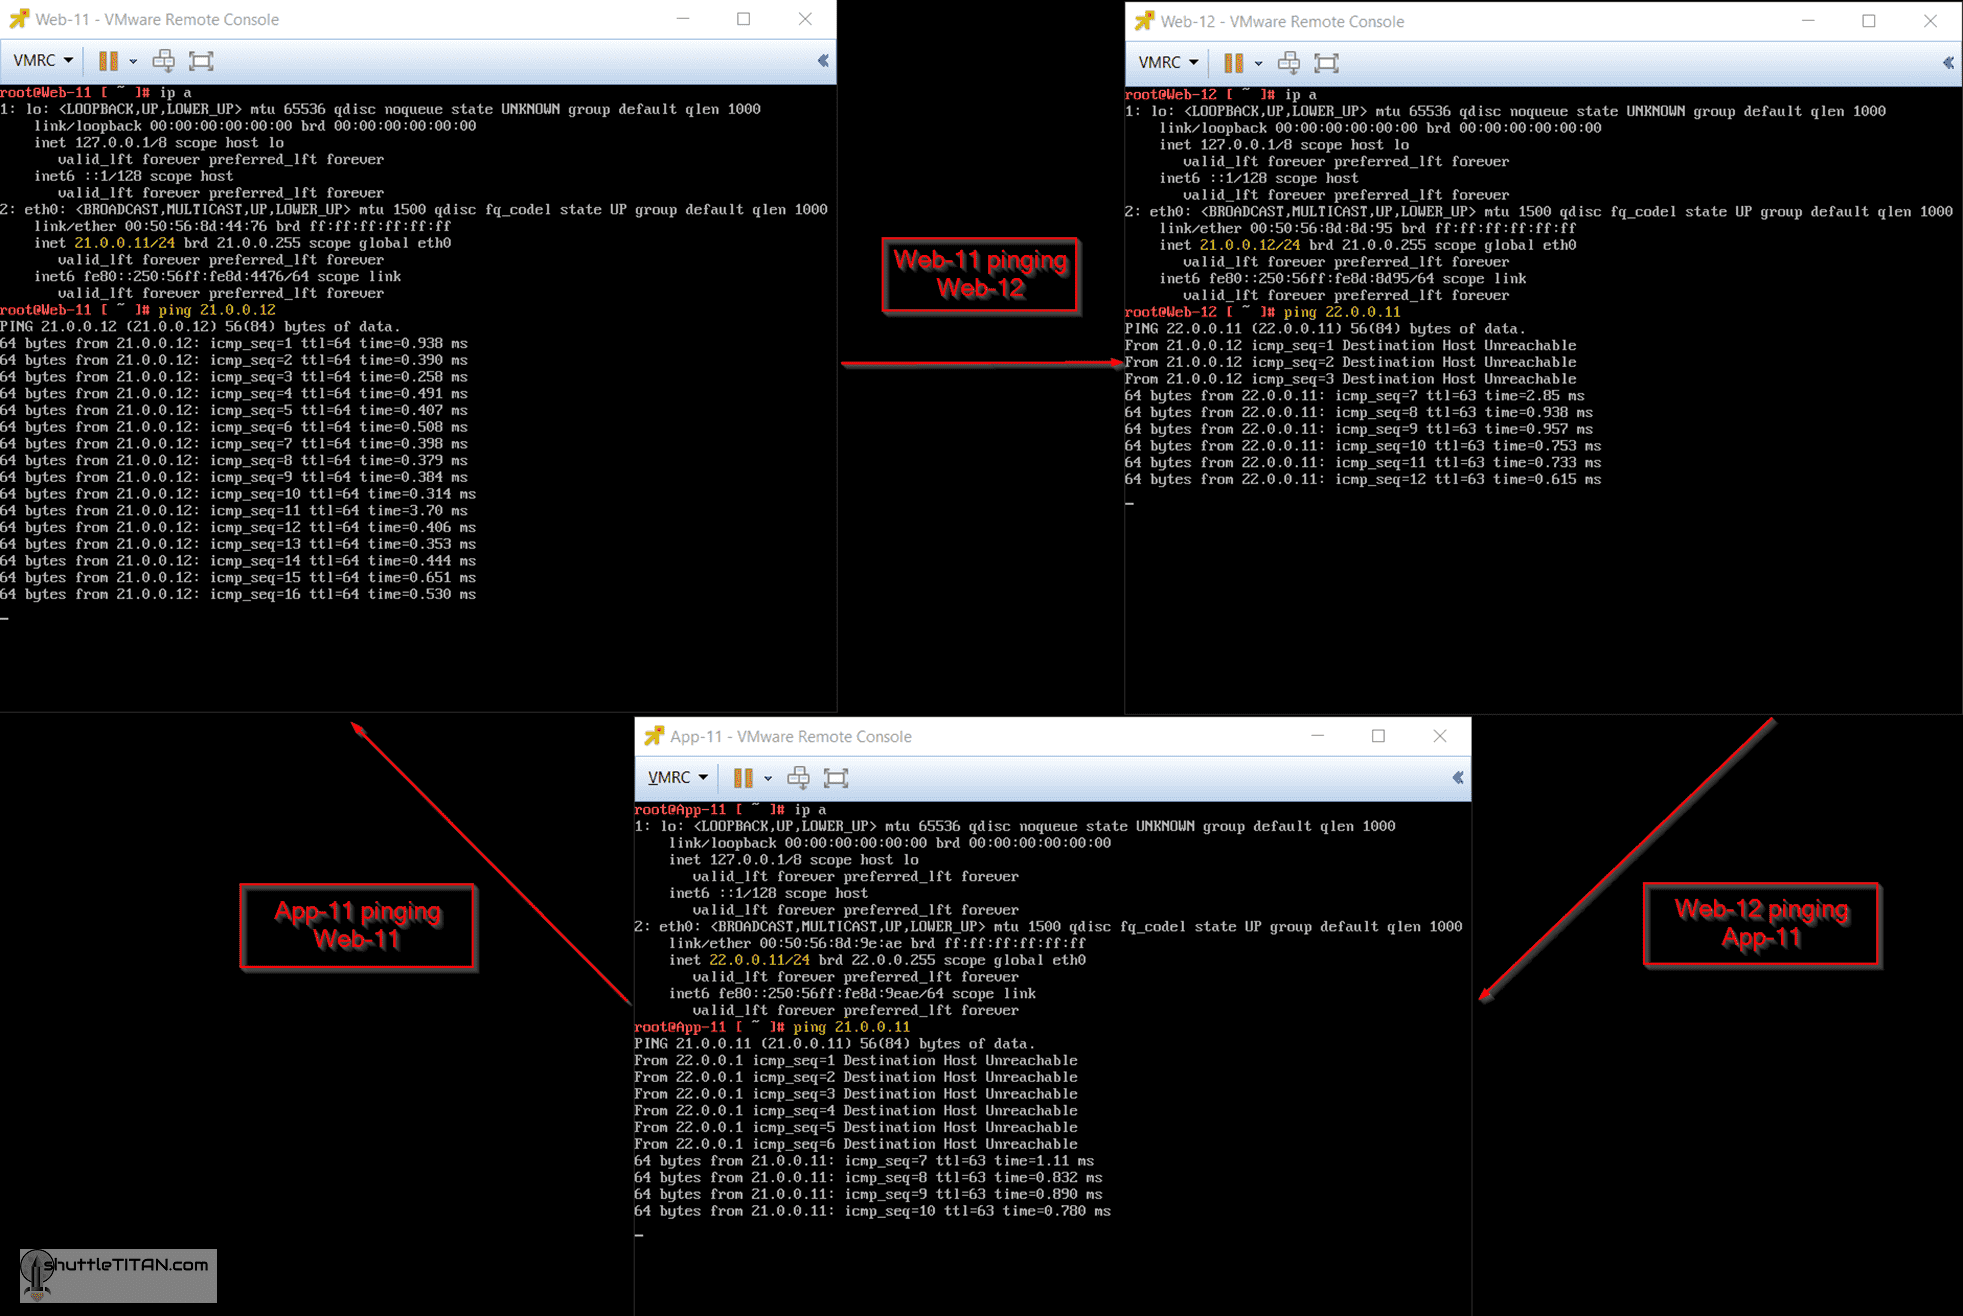 Web-11 - VMware Remote Console
VMRC
root@Web-11 [ ~ ]# ip a
1: lo: <LOOPBACK,UP,LOWER_UP> mtu 65536 qdisc noqueue state UNKNOWN group default qlen 1000
link/loopback 00:00:00:00:00:00 brd 00:00:00:00:00:00
inet 127.0.0.1/8 scope host lo
valid_lft forever preferred_lft forever
inet6 ::1/128 scope host
valid_lft forever preferred_lft forever
2: eth0: <BROADCAST,MULTICAST,UP,LOWER_UP> mtu 1500 qdisc fq_codel state UP group default qlen 1000
link/ether 00:50:56:8d:44:76 brd ff:ff:ff:ff:ff:ff
inet 21.0.0.11/24 brd 21.0.0.255 scope global eth0
valid_lft forever preferred_lft forever
inet6 fe80::250:56ff:fe8d:4476/64 scope link
valid_lft forever preferred_lft forever
root@Web-11 [ ~ ]# ping 21.0.0.12
PING 21.0.0.12 (21.0.0.12) 56(84) bytes of data.
64 bytes from 21.0.0.12: icmp_seq=1 ttl=64 time=0.938 ms
64 bytes from 21.0.0.12: icmp_seq=2 ttl=64 time=0.390 ms
64 bytes from 21.0.0.12: icmp_seq=3 ttl=64 time=0.258 ms
64 bytes from 21.0.0.12: icmp_seq=4 ttl=64 time=0.491 ms
64 bytes from 21.0.0.12: icmp_seq=5 ttl=64 time=0.407 ms
64 bytes from 21.0.0.12: icmp_seq=6 ttl=64 time=0.508 ms
64 bytes from 21.0.0.12: icmp_seq=7 ttl=64 time=0.398 ms
64 bytes from 21.0.0.12: icmp_seq=8 ttl=64 time=0.379 ms
64 bytes from 21.0.0.12: icmp_seq=9 ttl=64 time=0.384 ms
64 bytes from 21.0.0.12: icmp_seq=10 ttl=64 time=0.314 ms
64 bytes from 21.0.0.12: icmp_seq=11 ttl=64 time=3.70 ms
64 bytes from 21.0.0.12: icmp_seq=12 ttl=64 time=0.406 ms
64 bytes from 21.0.0.12: icmp_seq=13 ttl=64 time=0.353 ms
64 bytes from 21.0.0.12: icmp_seq=14 ttl=64 time=0.444 ms
64 bytes from 21.0.0.12: icmp_seq=15 ttl=64 time=0.651 ms
64 bytes from 21.0.0.12: icmp_seq=16 ttl=64 time=0.530 ms
Web-11 pinging
Web-12
Web-12 - VMware Remote Console
VMRC
root@Web-12 [ ~ ]# ip a
1: lo: <LOOPBACK,UP,LOWER_UP> mtu 65536 qdisc noqueue state UNKNOWN group default qlen 1000
link/loopback 00:00:00:00:00:00 brd 00:00:00:00:00:00
inet 127.0.0.1/8 scope host lo
valid_lft forever preferred_lft forever
inet6 ::1/128 scope host
valid_lft forever preferred_lft forever
2: eth0: <BROADCAST,MULTICAST,UP,LOWER_UP> mtu 1500 qdisc fq_codel state UP group default qlen 1000
link/ether 00:50:56:8d:8d:95 brd ff:ff:ff:ff:ff:ff
inet 21.0.0.12/24 brd 21.0.0.255 scope global eth0
valid_lft forever preferred_lft forever
inet6 fe80::250:56ff:fe8d:8d95/64 scope link
valid_lft forever preferred_lft forever
root@Web-12 [ ~ ]# ping 22.0.0.11
PING 22.0.0.11 (22.0.0.11) 56(84) bytes of data.
From 21.0.0.12 icmp_seq=1 Destination Host Unreachable
From 21.0.0.12 icmp_seq=2 Destination Host Unreachable
From 21.0.0.12 icmp_seq=3 Destination Host Unreachable
64 bytes from 22.0.0.11: icmp_seq=7 ttl=63 time=2.85 ms
64 bytes from 22.0.0.11: icmp_seq=8 ttl=63 time=0.938 ms
64 bytes from 22.0.0.11: icmp_seq=9 ttl=63 time=0.957 ms
64 bytes from 22.0.0.11: icmp_seq=10 ttl=63 time=0.753 ms
64 bytes from 22.0.0.11: icmp_seq=11 ttl=63 time=0.733 ms
64 bytes from 22.0.0.11: icmp_seq=12 ttl=63 time=0.615 ms
App-11 pinging
Web-11
App-11 - VMware Remote Console
VMRC
root@App-11 [ ~ ]# ip a
1: lo: <LOOPBACK,UP,LOWER_UP> mtu 65536 qdisc noqueue state UNKNOWN group default qlen 1000
link/loopback 00:00:00:00:00:00 brd 00:00:00:00:00:00
inet 127.0.0.1/8 scope host lo
valid_lft forever preferred_lft forever
inet6 ::1/128 scope host
valid_lft forever preferred_lft forever
2: eth0: <BROADCAST,MULTICAST,UP,LOWER_UP> mtu 1500 qdisc fq_codel state UP group default qlen 1000
link/ether 00:50:56:8d:9e:ae brd ff:ff:ff:ff:ff:ff
inet 22.0.0.11/24 brd 22.0.0.255 scope global eth0
valid_lft forever preferred_lft forever
inet6 fe80::250:56ff:fe8d:9eae/64 scope link
valid_lft forever preferred_lft forever
root@App-11 [ ~ ]# ping 21.0.0.11
PING 21.0.0.11 (21.0.0.11) 56(84) bytes of data.
From 22.0.0.1 icmp_seq=1 Destination Host Unreachable
From 22.0.0.1 icmp_seq=2 Destination Host Unreachable
From 22.0.0.1 icmp_seq=3 Destination Host Unreachable
From 22.0.0.1 icmp_seq=4 Destination Host Unreachable
From 22.0.0.1 icmp_seq=5 Destination Host Unreachable
From 22.0.0.1 icmp_seq=6 Destination Host Unreachable
64 bytes from 21.0.0.11: icmp_seq=7 ttl=63 time=1.11 ms
64 bytes from 21.0.0.11: icmp_seq=8 ttl=63 time=0.832 ms
64 bytes from 21.0.0.11: icmp_seq=9 ttl=63 time=0.890 ms
64 bytes from 21.0.0.11: icmp_seq=10 ttl=63 time=0.780 ms
Web-12 pinging
App-11
shuttleTITAN.com